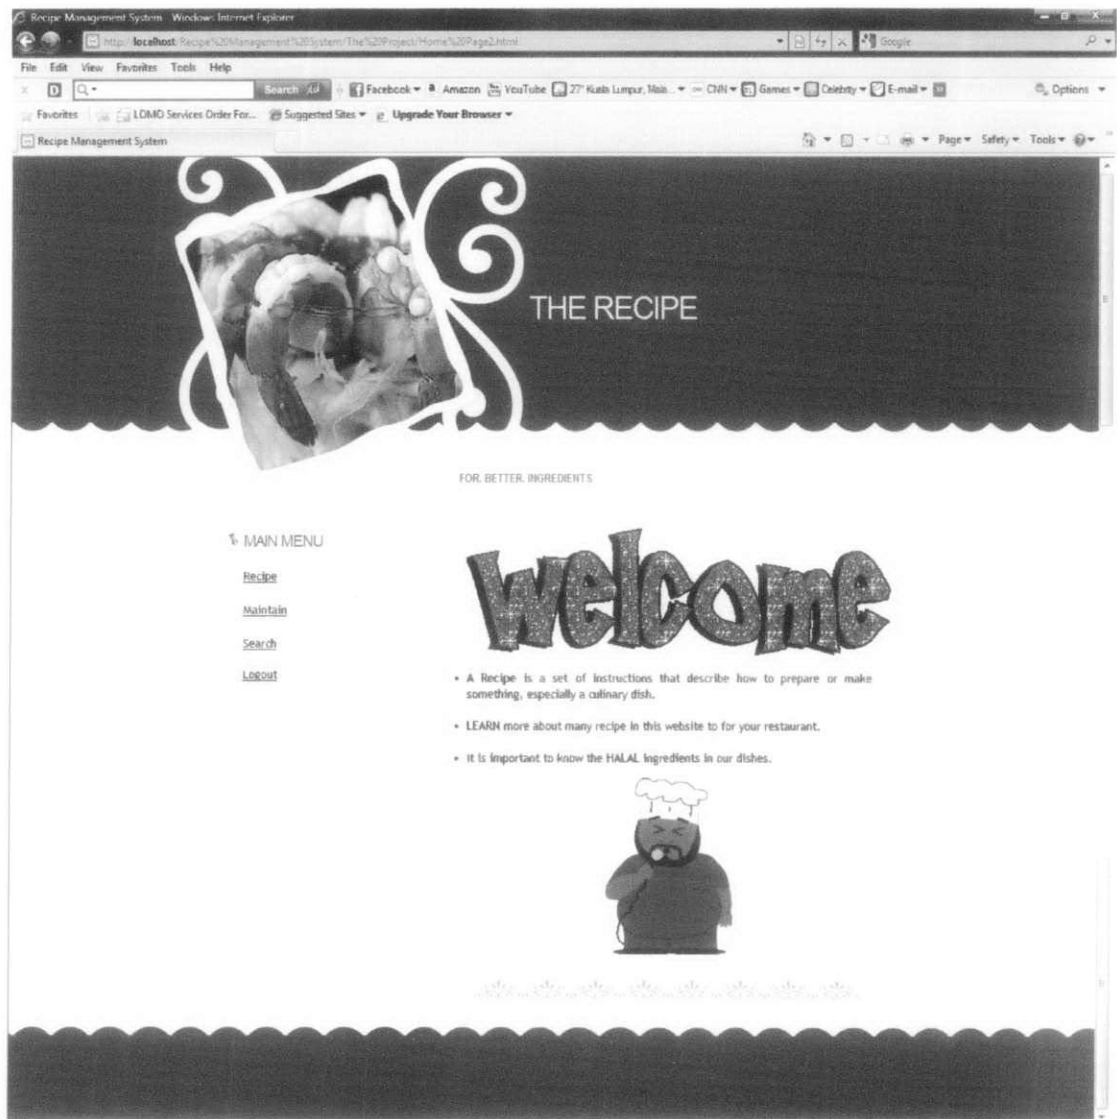 Recipe Management System - Windows Internet Explorer
http://localhost/Recipe%20Management%20System/The%20Project/Home%20Page2.html
Google
File Edit View Favorites Tools Help
Search Facebook Amazon YouTube 27° Kuala Lumpur, Mala... CNN Games Celebrity E-mail Options
Favorites LDMO Services Order For... Suggested Sites Upgrade Your Browser
Recipe Management System Page Safety Tools
THE RECIPE
FOR. BETTER. INGREDIENTS
MAIN MENU
Recipe
Maintain
Search
Logout
welcome
• A Recipe is a set of instructions that describe how to prepare or make
something, especially a culinary dish.
• LEARN more about many recipe in this website to for your restaurant.
• It is important to know the HALAL ingredients in our dishes.